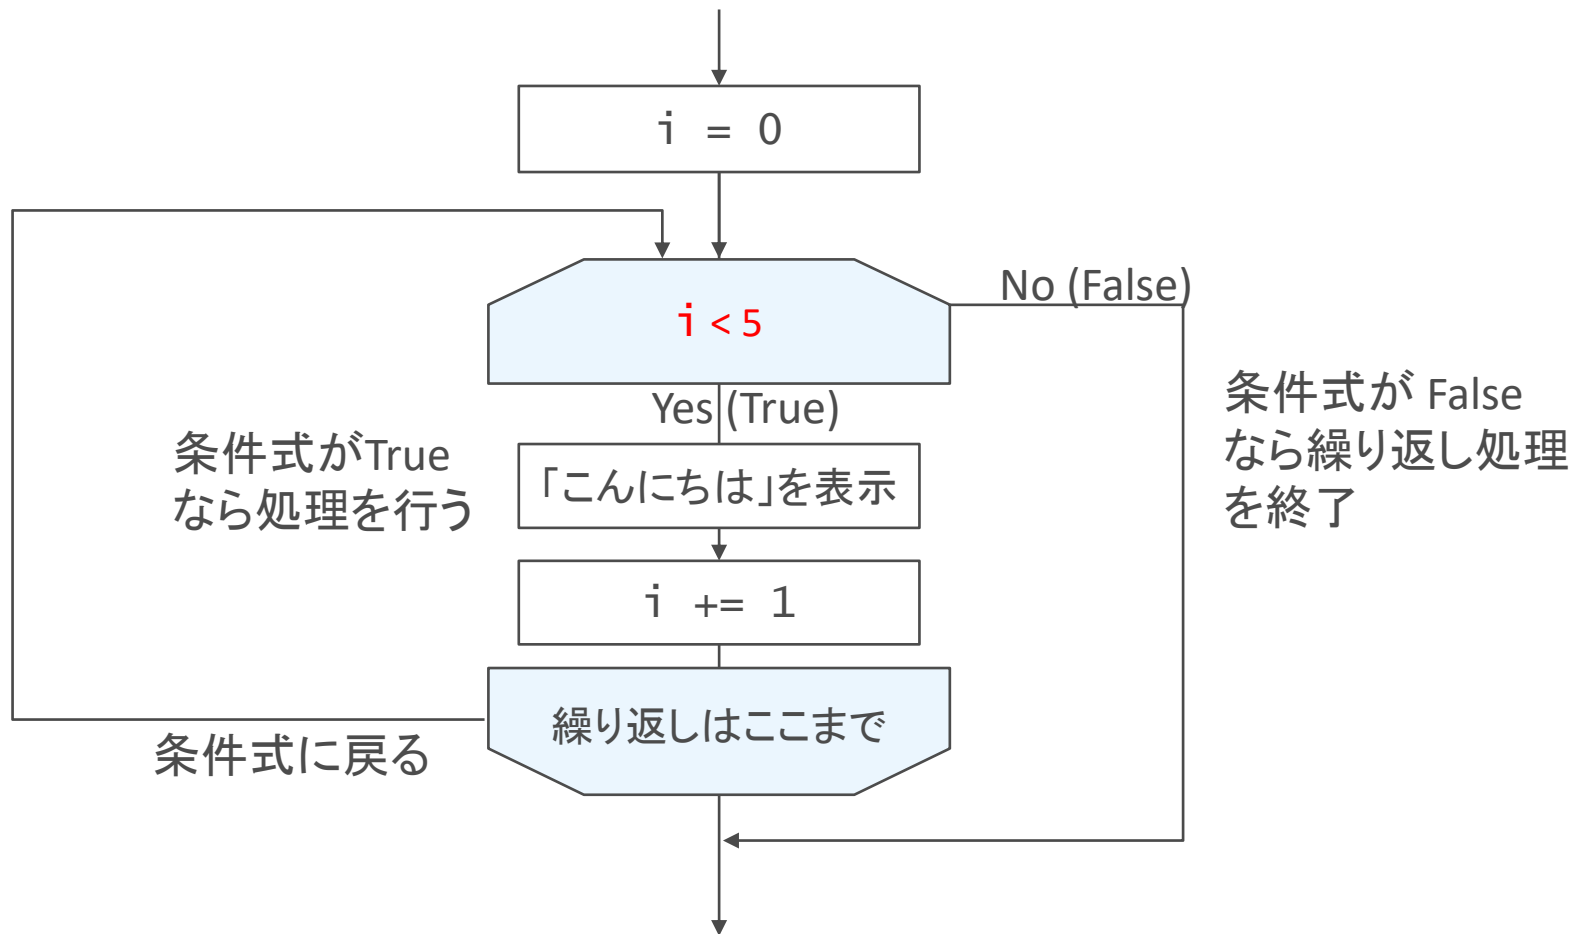 i = 0
i < 5
No (False)
Yes (True)
条件式がTrue
なら処理を行う
条件式が False
なら繰り返し処理
を終了
「こんにちは」を表示
i += 1
繰り返しはここまで
条件式に戻る